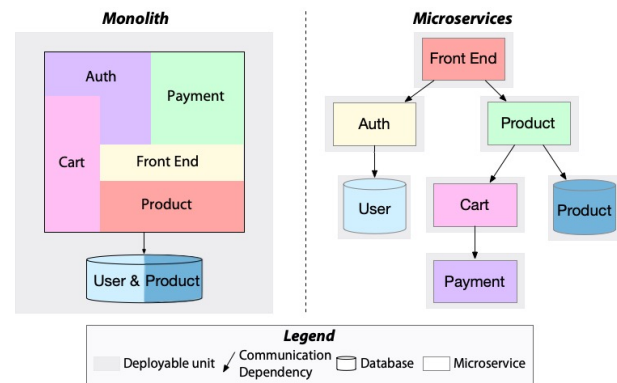 Monolith
Auth
Payment
Cart
Front End
Product
User & Product
Microservices
Front End
Auth
Product
User
Cart
Product
Payment
Legend
Deployable unit
Communication
Dependency
Database
Microservice